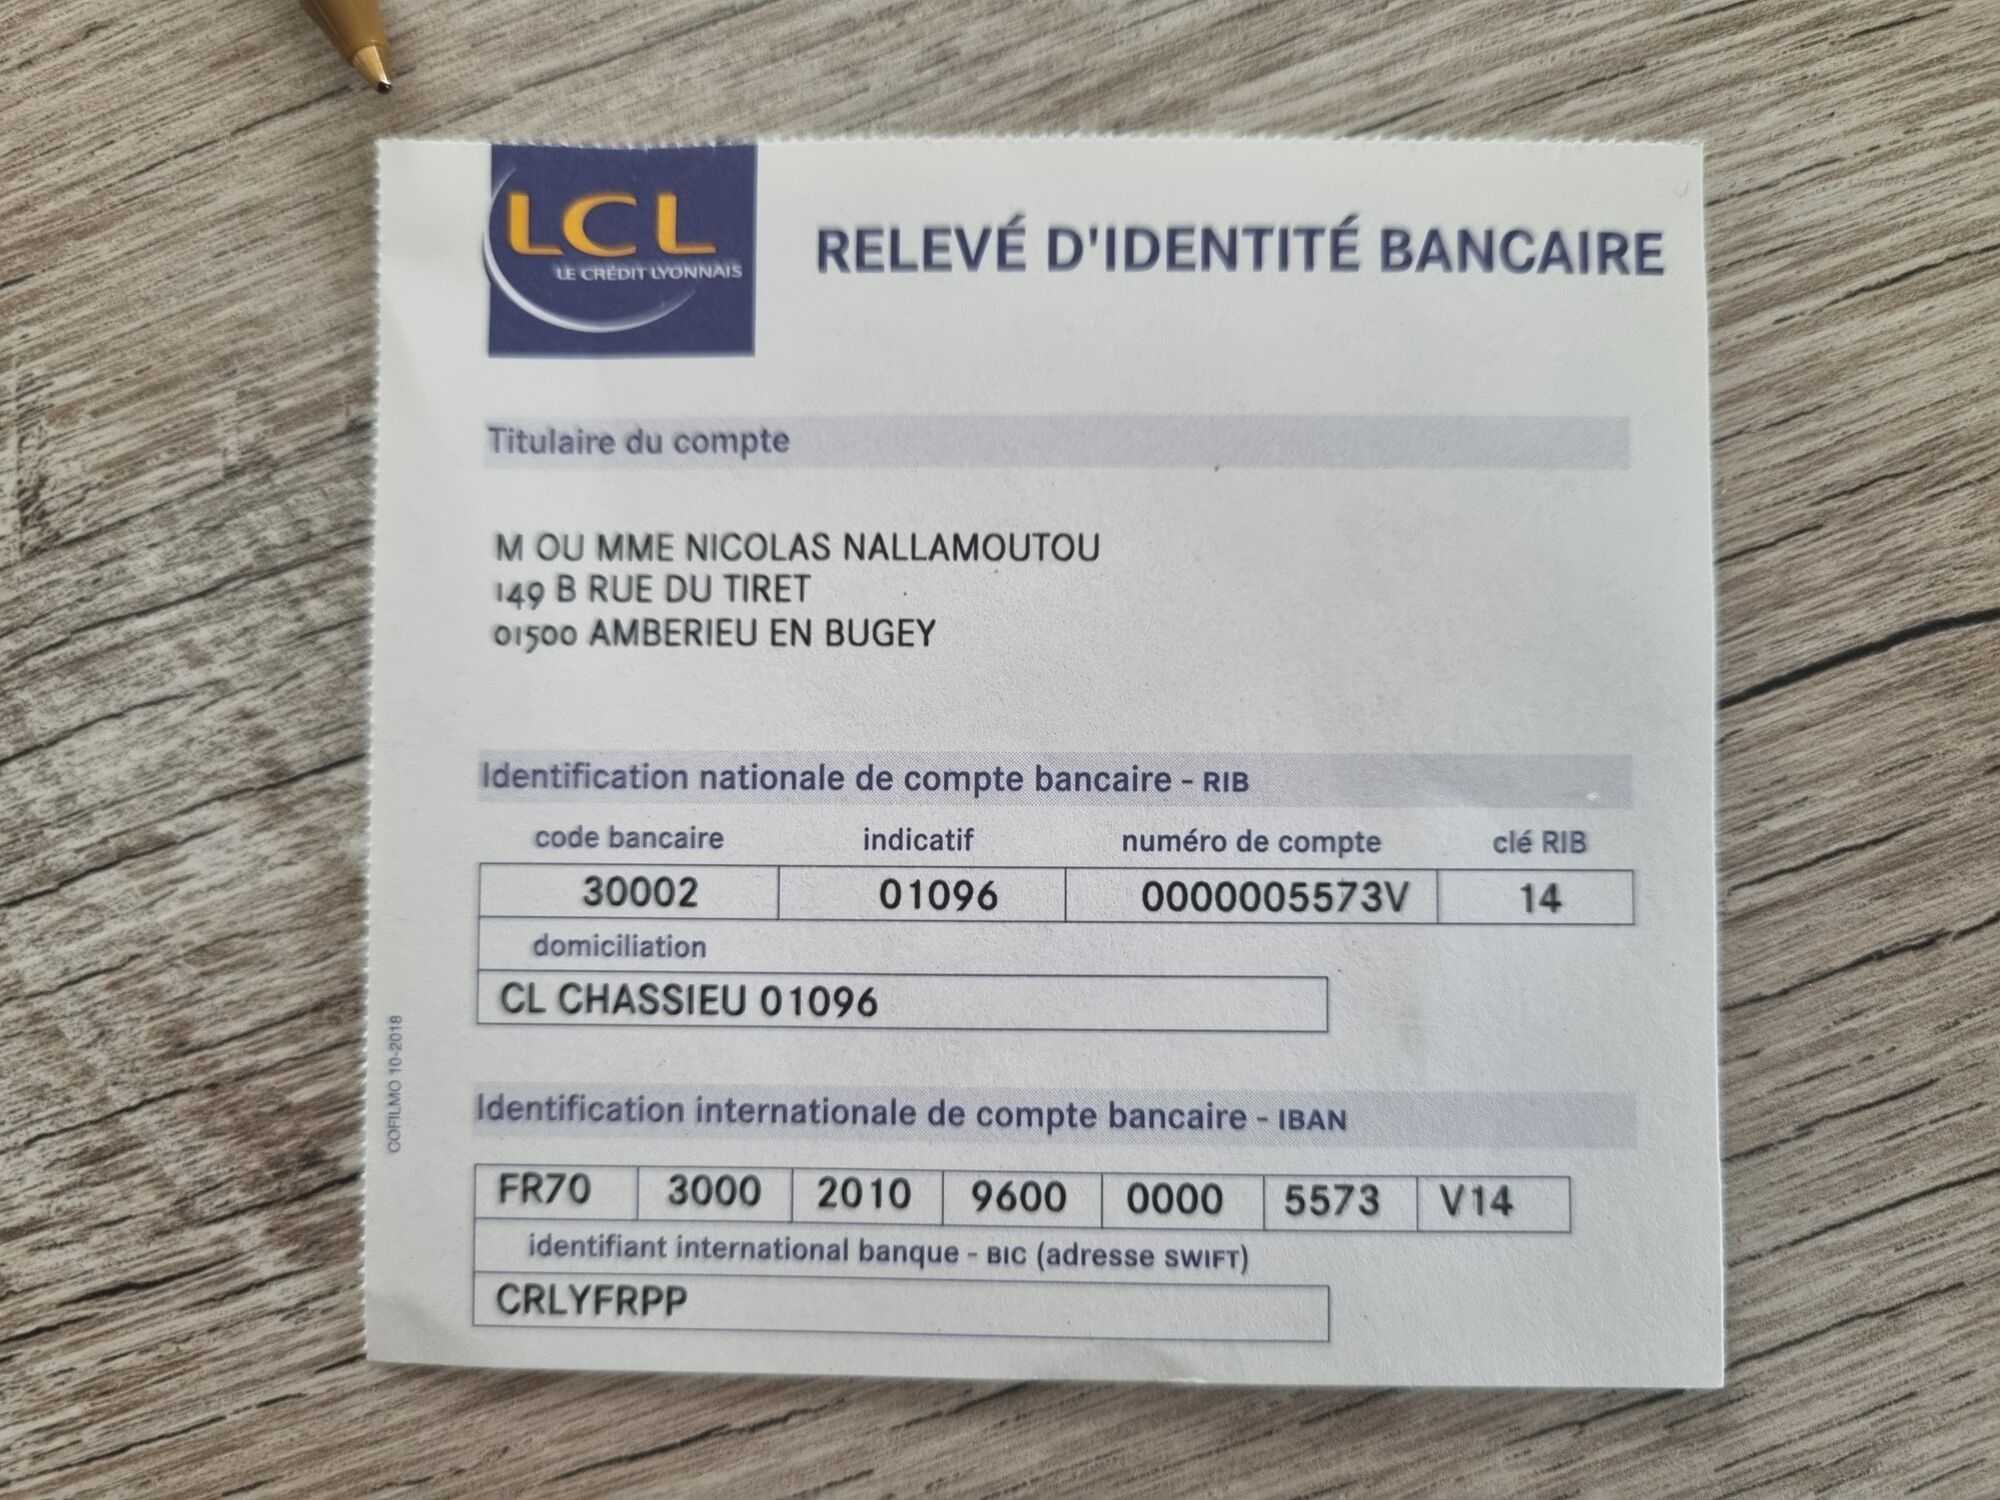 LCL
LE CRÉDIT LYONNAIS
RELEVÉ D'IDENTITÉ BANCAIRE
Titulaire du compte
M OU MME NICOLAS NALLAMOUTOU
149 B RUE DU TIRET
01500 AMBERIEU EN BUGEY
Identification nationale de compte bancaire - RIB
code bancaire indicatif numéro de compte clé RIB
30002 01096 0000005573V 14
domiciliation
CL CHASSIEU 01096
Identification internationale de compte bancaire - IBAN
FR70 3000 2010 9600 0000 5573 V14
identifiant international banque - BIC (adresse SWIFT)
CRLYFRPP
COFILMO 10-2018